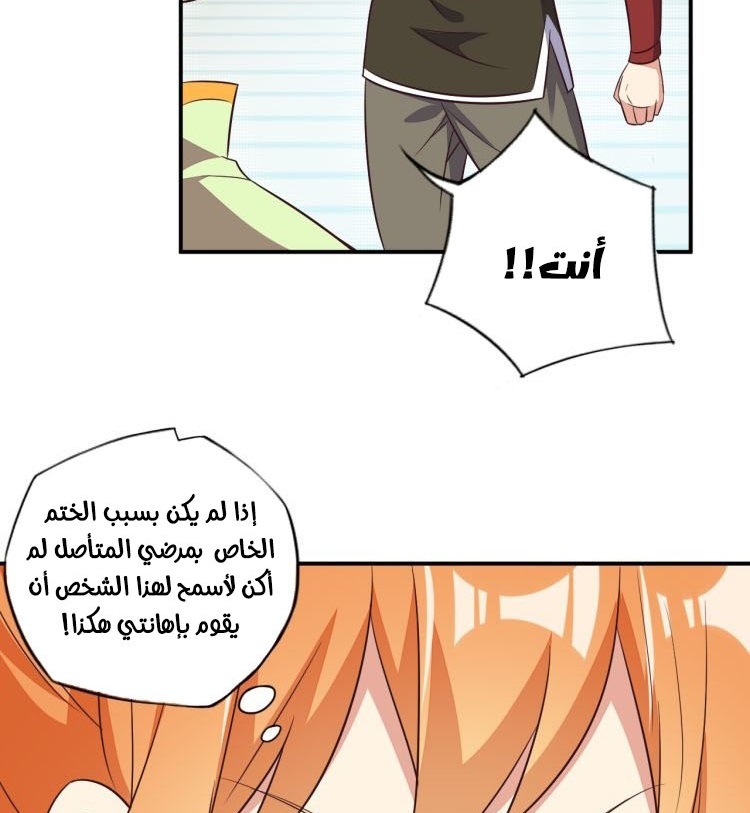 أنت!!
إذا لم يكن بسبب الختم
الخاص بمرضي المتأصل لم
أكن لأسمح لهذا الشخص أن
يقوم بإهانتي هكذا!